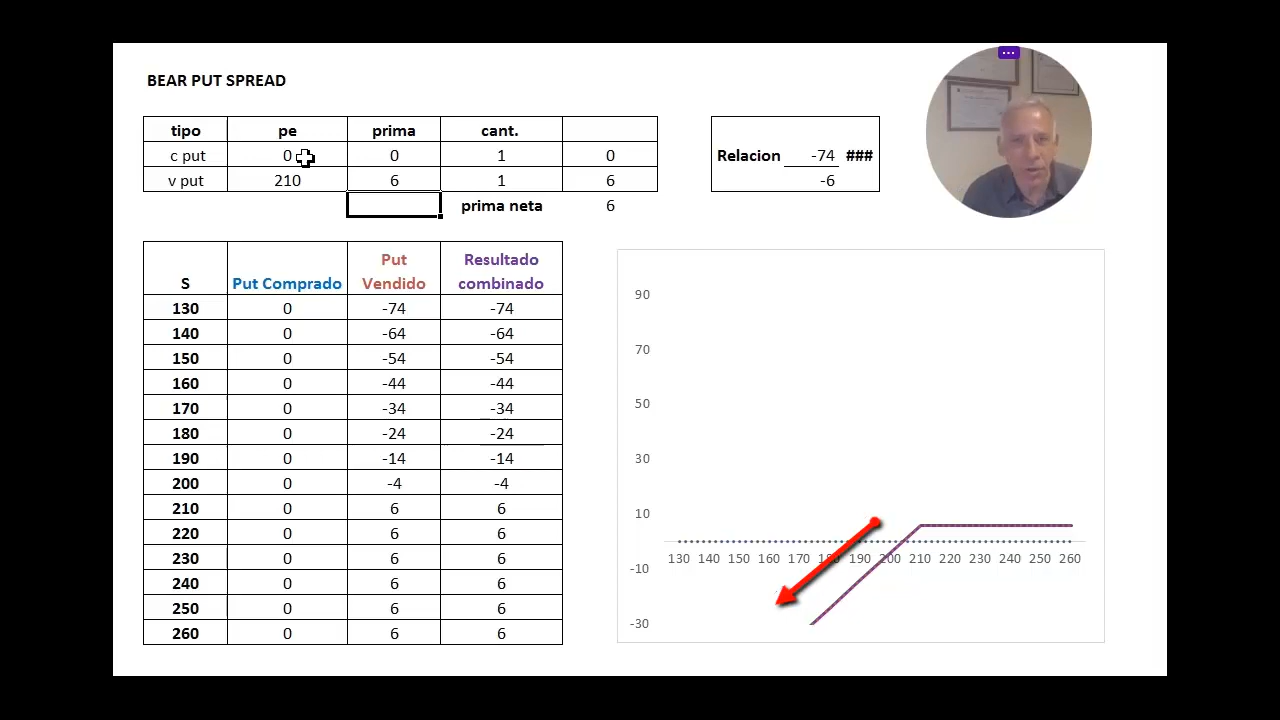 BEAR PUT SPREAD
tipo pe prima cant.
c put 0 0 1 0
v put 210 6 1 6
prima neta 6
Relacion -74 ###
-6
S Put Comprado Put Vendido Resultado combinado
130 0 -74 -74
140 0 -64 -64
150 0 -54 -54
160 0 -44 -44
170 0 -34 -34
180 0 -24 -24
190 0 -14 -14
200 0 -4 -4
210 0 6 6
220 0 6 6
230 0 6 6
240 0 6 6
250 0 6 6
260 0 6 6
90
70
50
30
10
-10
-30
130 140 150 160 170 180 190 200 210 220 230 240 250 260